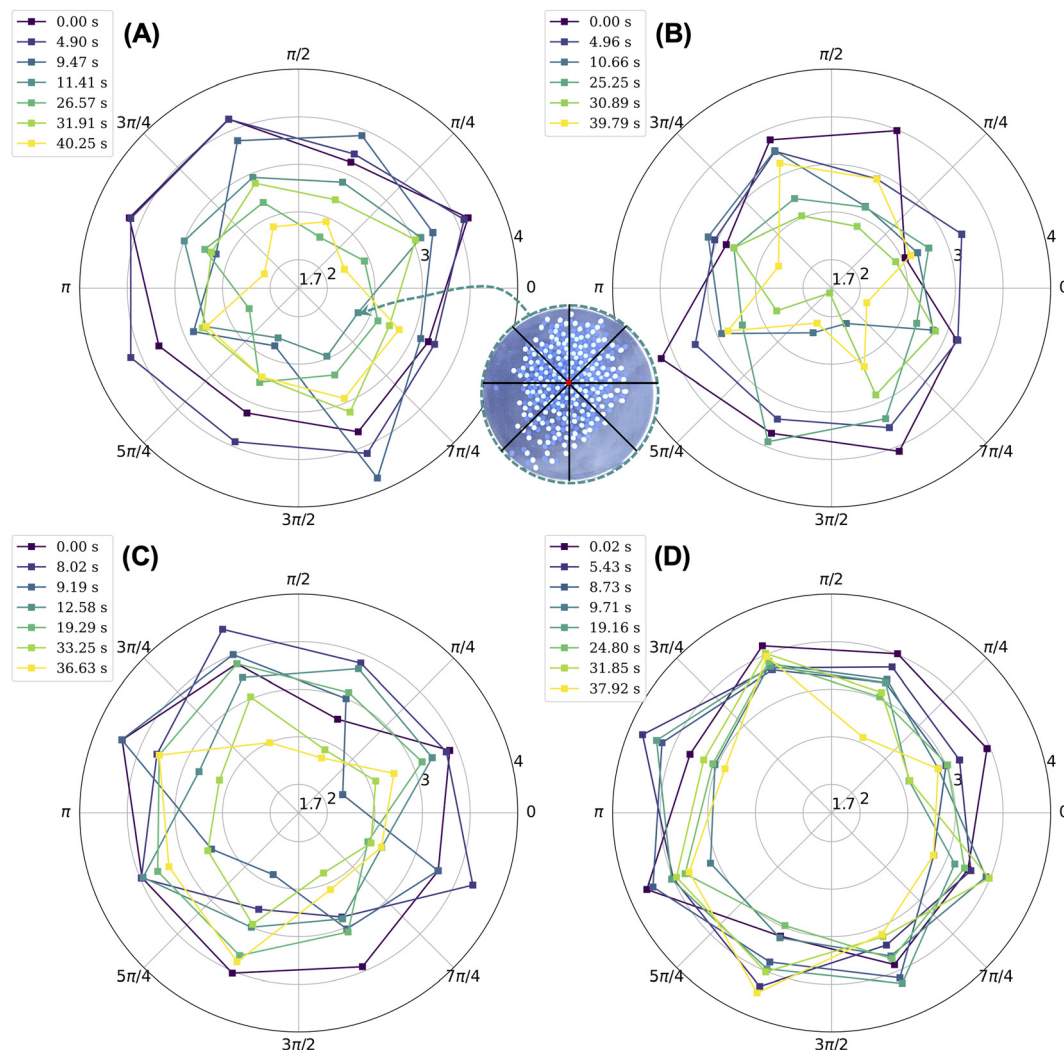 0.00 s
4.90 s
9.47 s
11.41 s
26.57 s
31.91 s
40.25 s
(A)
π/2
π/4
3π/4
4
3
1.7 2
0
π
5π/4
7π/4
3π/2
0.00 s
4.96 s
10.66 s
25.25 s
30.89 s
39.79 s
(B)
π/2
π/4
3π/4
4
3
1.7 2
0
π
5π/4
7π/4
3π/2
0.00 s
8.02 s
9.19 s
12.58 s
19.29 s
33.25 s
36.63 s
(C)
π/2
π/4
3π/4
4
3
1.7 2
0
π
5π/4
7π/4
3π/2
0.02 s
5.43 s
8.73 s
9.71 s
19.16 s
24.80 s
31.85 s
37.92 s
(D)
π/2
π/4
3π/4
4
3
1.7 2
0
π
5π/4
7π/4
3π/2